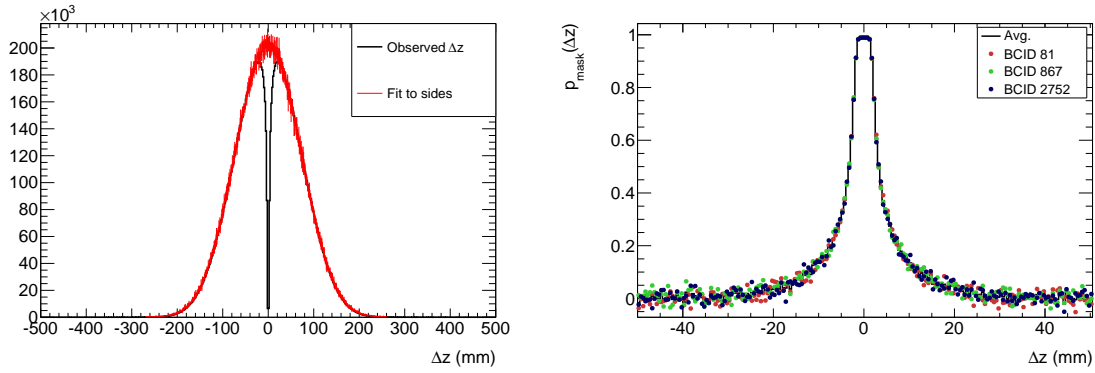 ×10³
200
180
160
140
120
100
80
60
40
20
0
-500 -400 -300 -200 -100 0 100 200 300 400 500
Δz (mm)
Observed Δz
Fit to sides
p_mask(Δz)
1
0.8
0.6
0.4
0.2
0
-40 -20 0 20 40
Δz (mm)
Avg.
BCID 81
BCID 867
BCID 2752